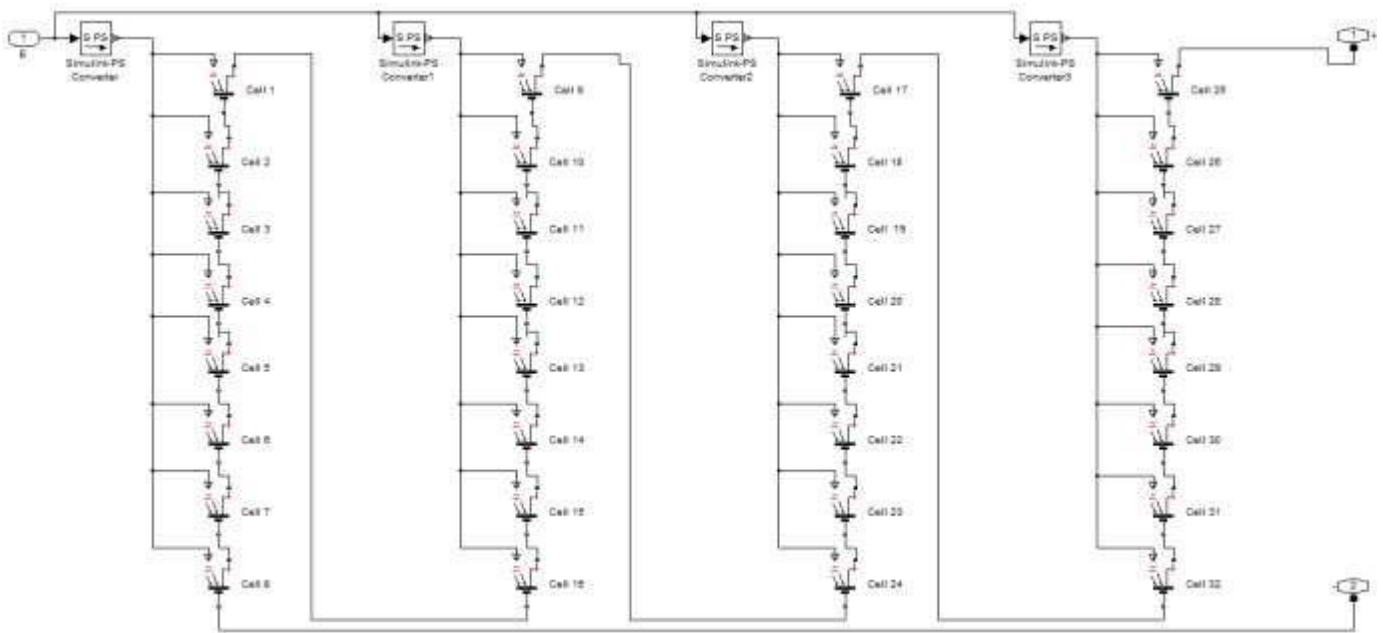 1
S PS
S PS
S PS
S PS
1
+
Simulink-PS
Converter
Simulink-PS
Converter1
Simulink-PS
Converter2
Simulink-PS
Converter3
Cell 1
Cell 9
Cell 17
Cell 25
Cell 2
Cell 10
Cell 18
Cell 26
Cell 3
Cell 11
Cell 19
Cell 27
Cell 4
Cell 12
Cell 20
Cell 28
Cell 5
Cell 13
Cell 21
Cell 29
Cell 6
Cell 14
Cell 22
Cell 30
Cell 7
Cell 15
Cell 23
Cell 31
Cell 8
Cell 16
Cell 24
Cell 32
-
2